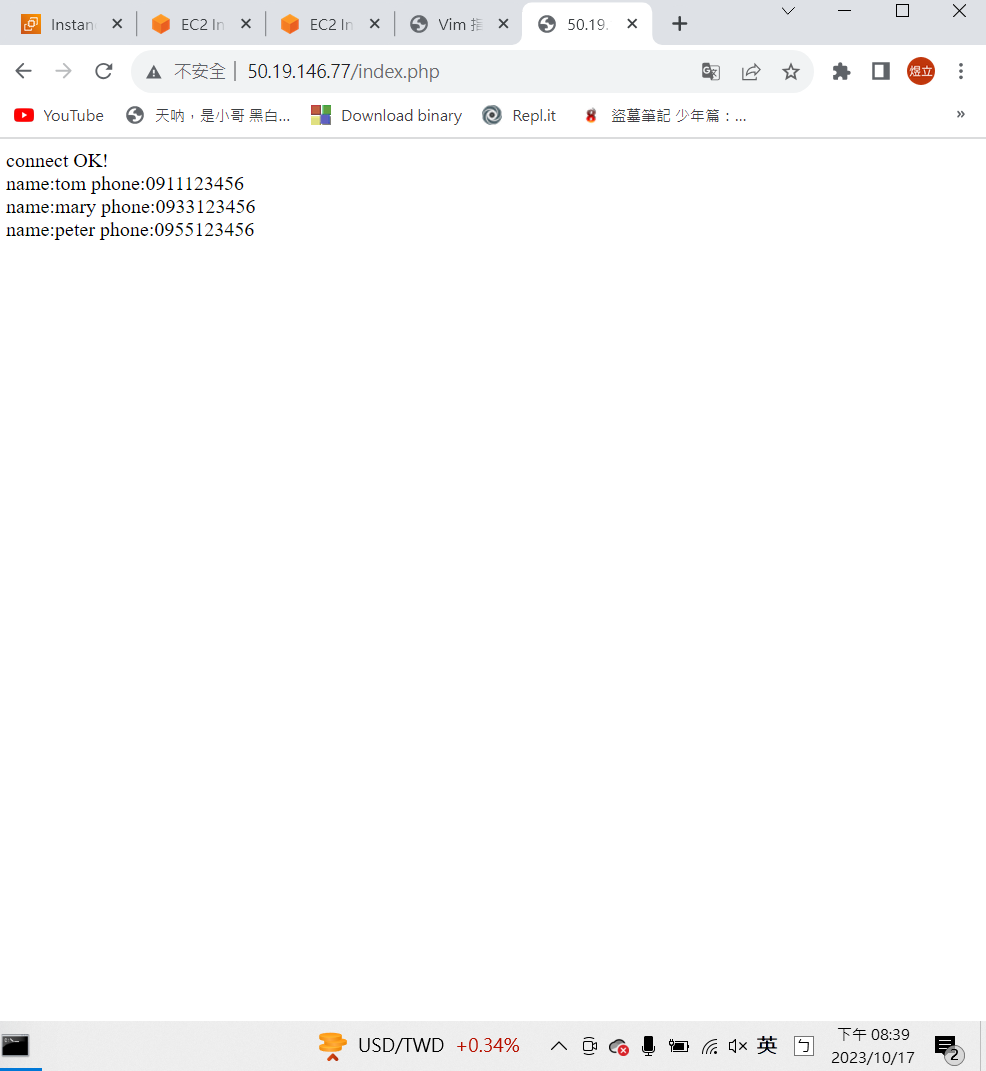 Instan
EC2 In
EC2 In
Vim 指
50.19.
不安全 | 50.19.146.77/index.php
煜立
YouTube
天呐，是小哥 黑白...
Download binary
Repl.it
盜墓筆記 少年篇：...
»
connect OK!
name:tom phone:0911123456
name:mary phone:0933123456
name:peter phone:0955123456
USD/TWD +0.34%
英
ㄅ
下午 08:39
2023/10/17
2